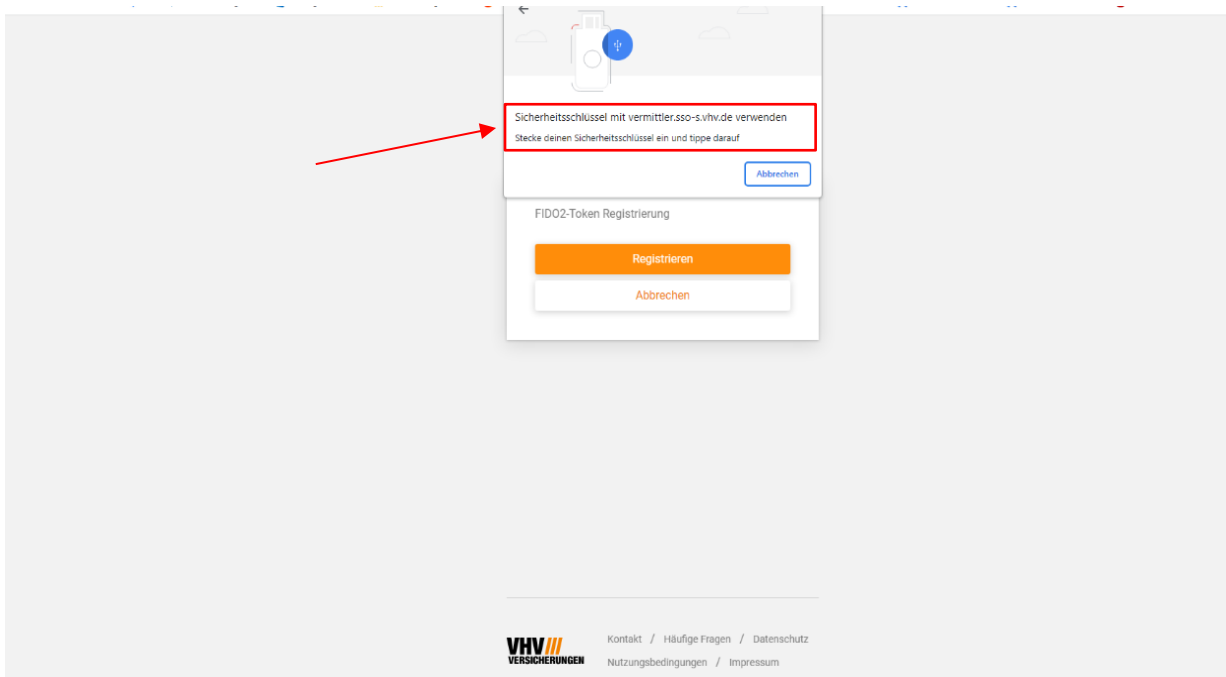 Sicherheitsschlüssel mit vermittler.sso-s.vhv.de verwenden
Stecke deinen Sicherheitsschlüssel ein und tippe darauf
Abbrechen
FIDO2-Token Registrierung
Registrieren
Abbrechen
VHV
VERSICHERUNGEN
Kontakt / Häufige Fragen / Datenschutz
Nutzungsbedingungen / Impressum